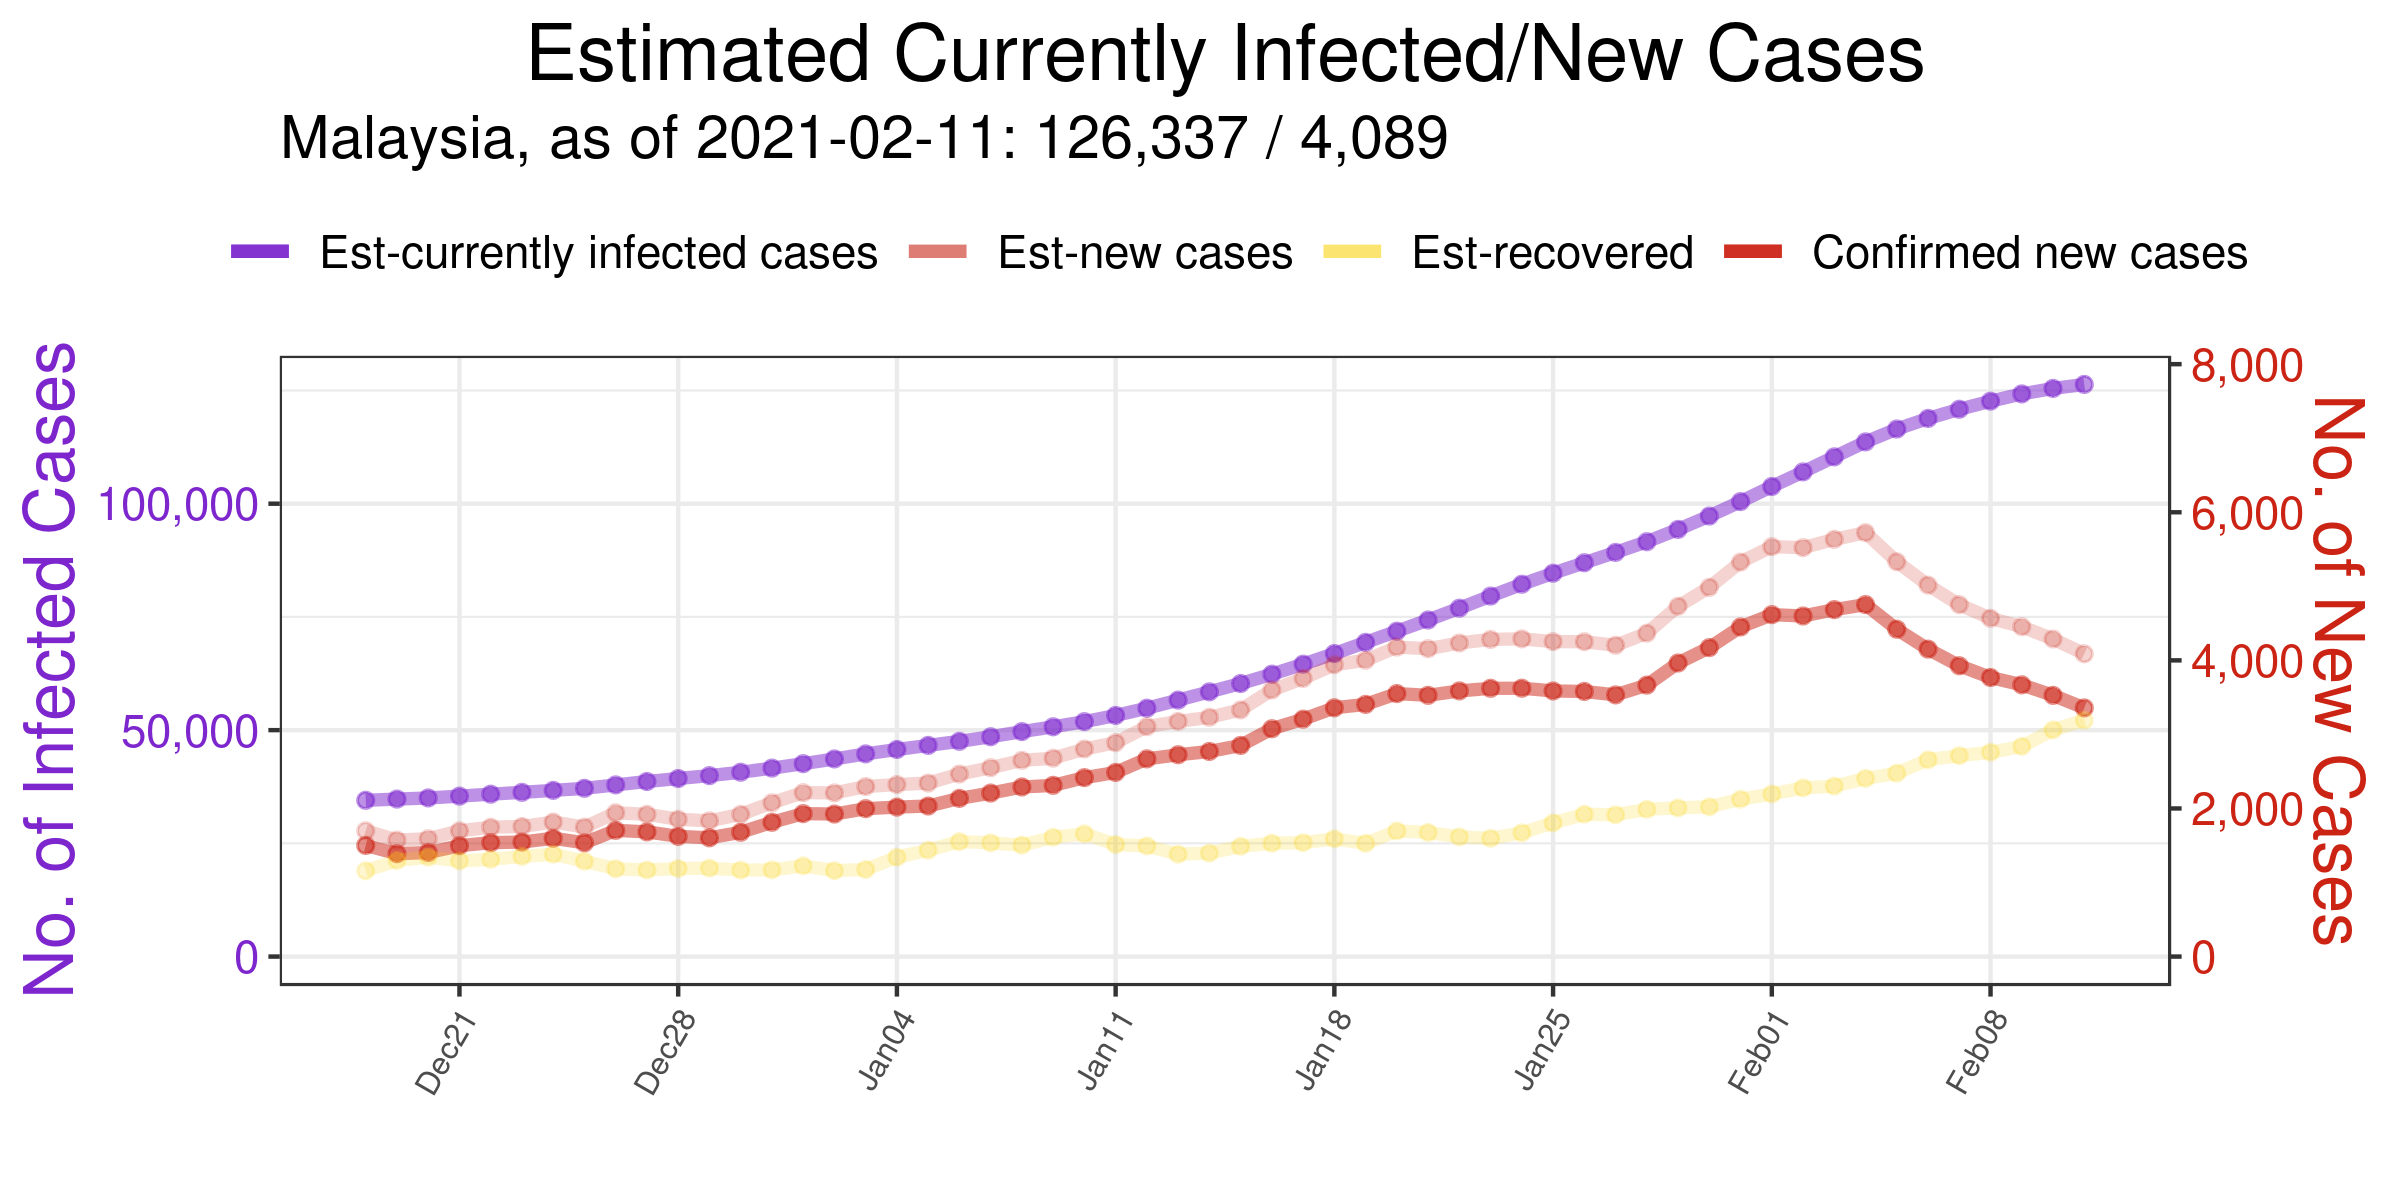 Estimated Currently Infected/New Cases
Malaysia, as of 2021-02-11: 126,337 / 4,089
Est-currently infected cases Est-new cases Est-recovered Confirmed new cases
No. of Infected Cases
100,000
50,000
0
8,000
6,000
4,000
2,000
0
No. of New Cases
Dec21 Dec28 Jan04 Jan11 Jan18 Jan25 Feb01 Feb08